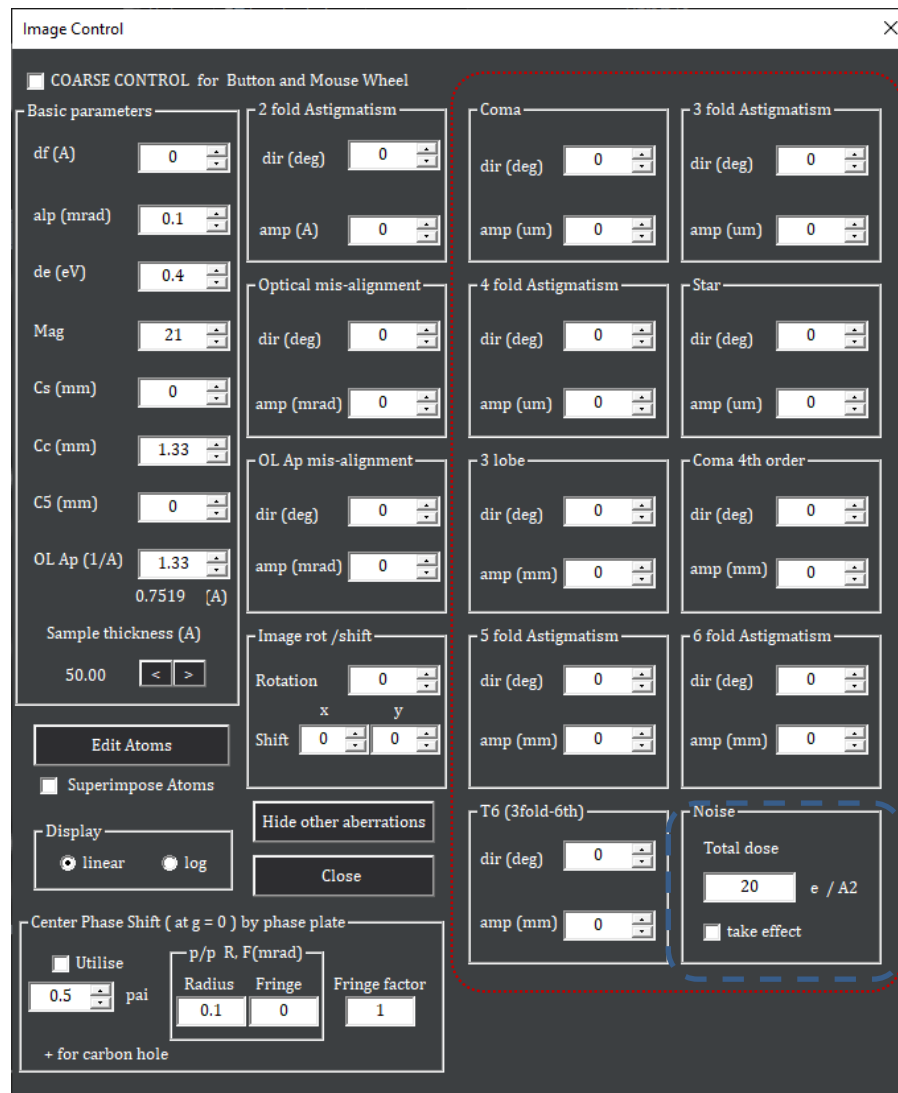 Image Control
COARSE CONTROL for Button and Mouse Wheel
Basic parameters
df (A)
0
alp (mrad)
0.1
de (eV)
0.4
Mag
21
Cs (mm)
0
Cc (mm)
1.33
C5 (mm)
0
OL Ap (1/A)
1.33
0.7519 (A)
Sample thickness (A)
50.00 < >
Edit Atoms
Superimpose Atoms
Display
linear log
2 fold Astigmatism
dir (deg)
0
amp (A)
0
Optical mis-alignment
dir (deg)
0
amp (mrad)
0
OL Ap mis-alignment
dir (deg)
0
amp (mrad)
0
Image rot /shift
Rotation
0
x y
Shift 0 0
Hide other aberrations
Close
Coma
dir (deg)
0
amp (um)
0
3 fold Astigmatism
dir (deg)
0
amp (um)
0
4 fold Astigmatism
dir (deg)
0
amp (um)
0
Star
dir (deg)
0
amp (um)
0
3 lobe
dir (deg)
0
amp (mm)
0
Coma 4th order
dir (deg)
0
amp (mm)
0
5 fold Astigmatism
dir (deg)
0
amp (mm)
0
6 fold Astigmatism
dir (deg)
0
amp (mm)
0
T6 (3fold-6th)
dir (deg)
0
amp (mm)
0
Noise
Total dose
20 e / A2
take effect
Center Phase Shift ( at g = 0 ) by phase plate
Utilise
0.5 pai
p/p R, F(mrad)
Radius Fringe
0.1 0
Fringe factor
1
+ for carbon hole